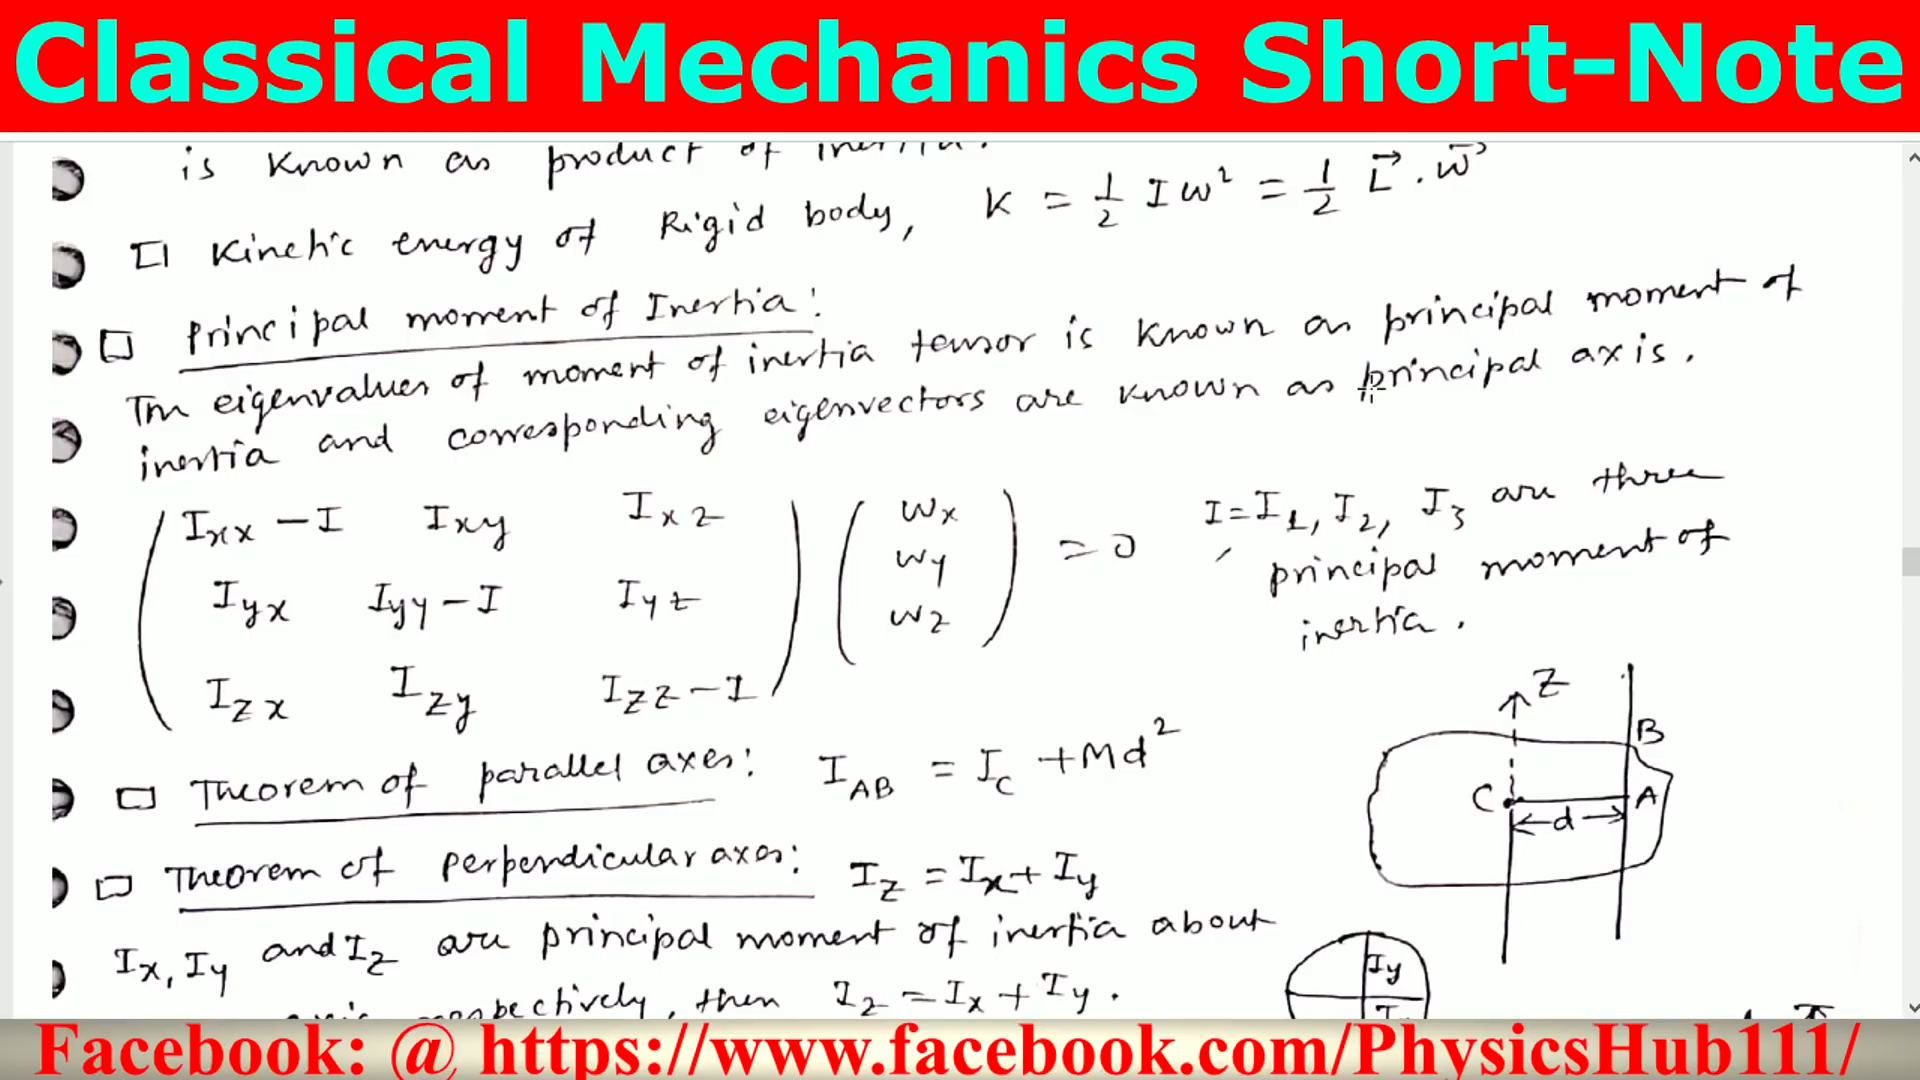 Classical Mechanics Short-Note
is known as product of inertia.
□ Kinetic energy of Rigid body, K = 1/2 Iω² = 1/2 L⃗ . ω⃗
□ Principal moment of Inertia:
The eigenvalues of moment of inertia tensor is known as principal moment of
inertia and corresponding eigenvectors are known as principal axis.
( Ixx − I Ixy Ixz ) ( ωx )
( Iyx Iyy − I Iyz ) ( ωy ) = 0
( Izx Izy Izz − I ) ( ωz )
I = I1, I2, I3 are three
principal moment of
inertia.
□ Theorem of parallel axes: I_AB = I_C + Md²
Z
B
C
A
d
□ Theorem of perpendicular axes: Iz = Ix + Iy
Ix, Iy and Iz are principal moment of inertia about
respectively, then Iz = Ix + Iy.
Iy
Facebook: @ https://www.facebook.com/PhysicsHub111/